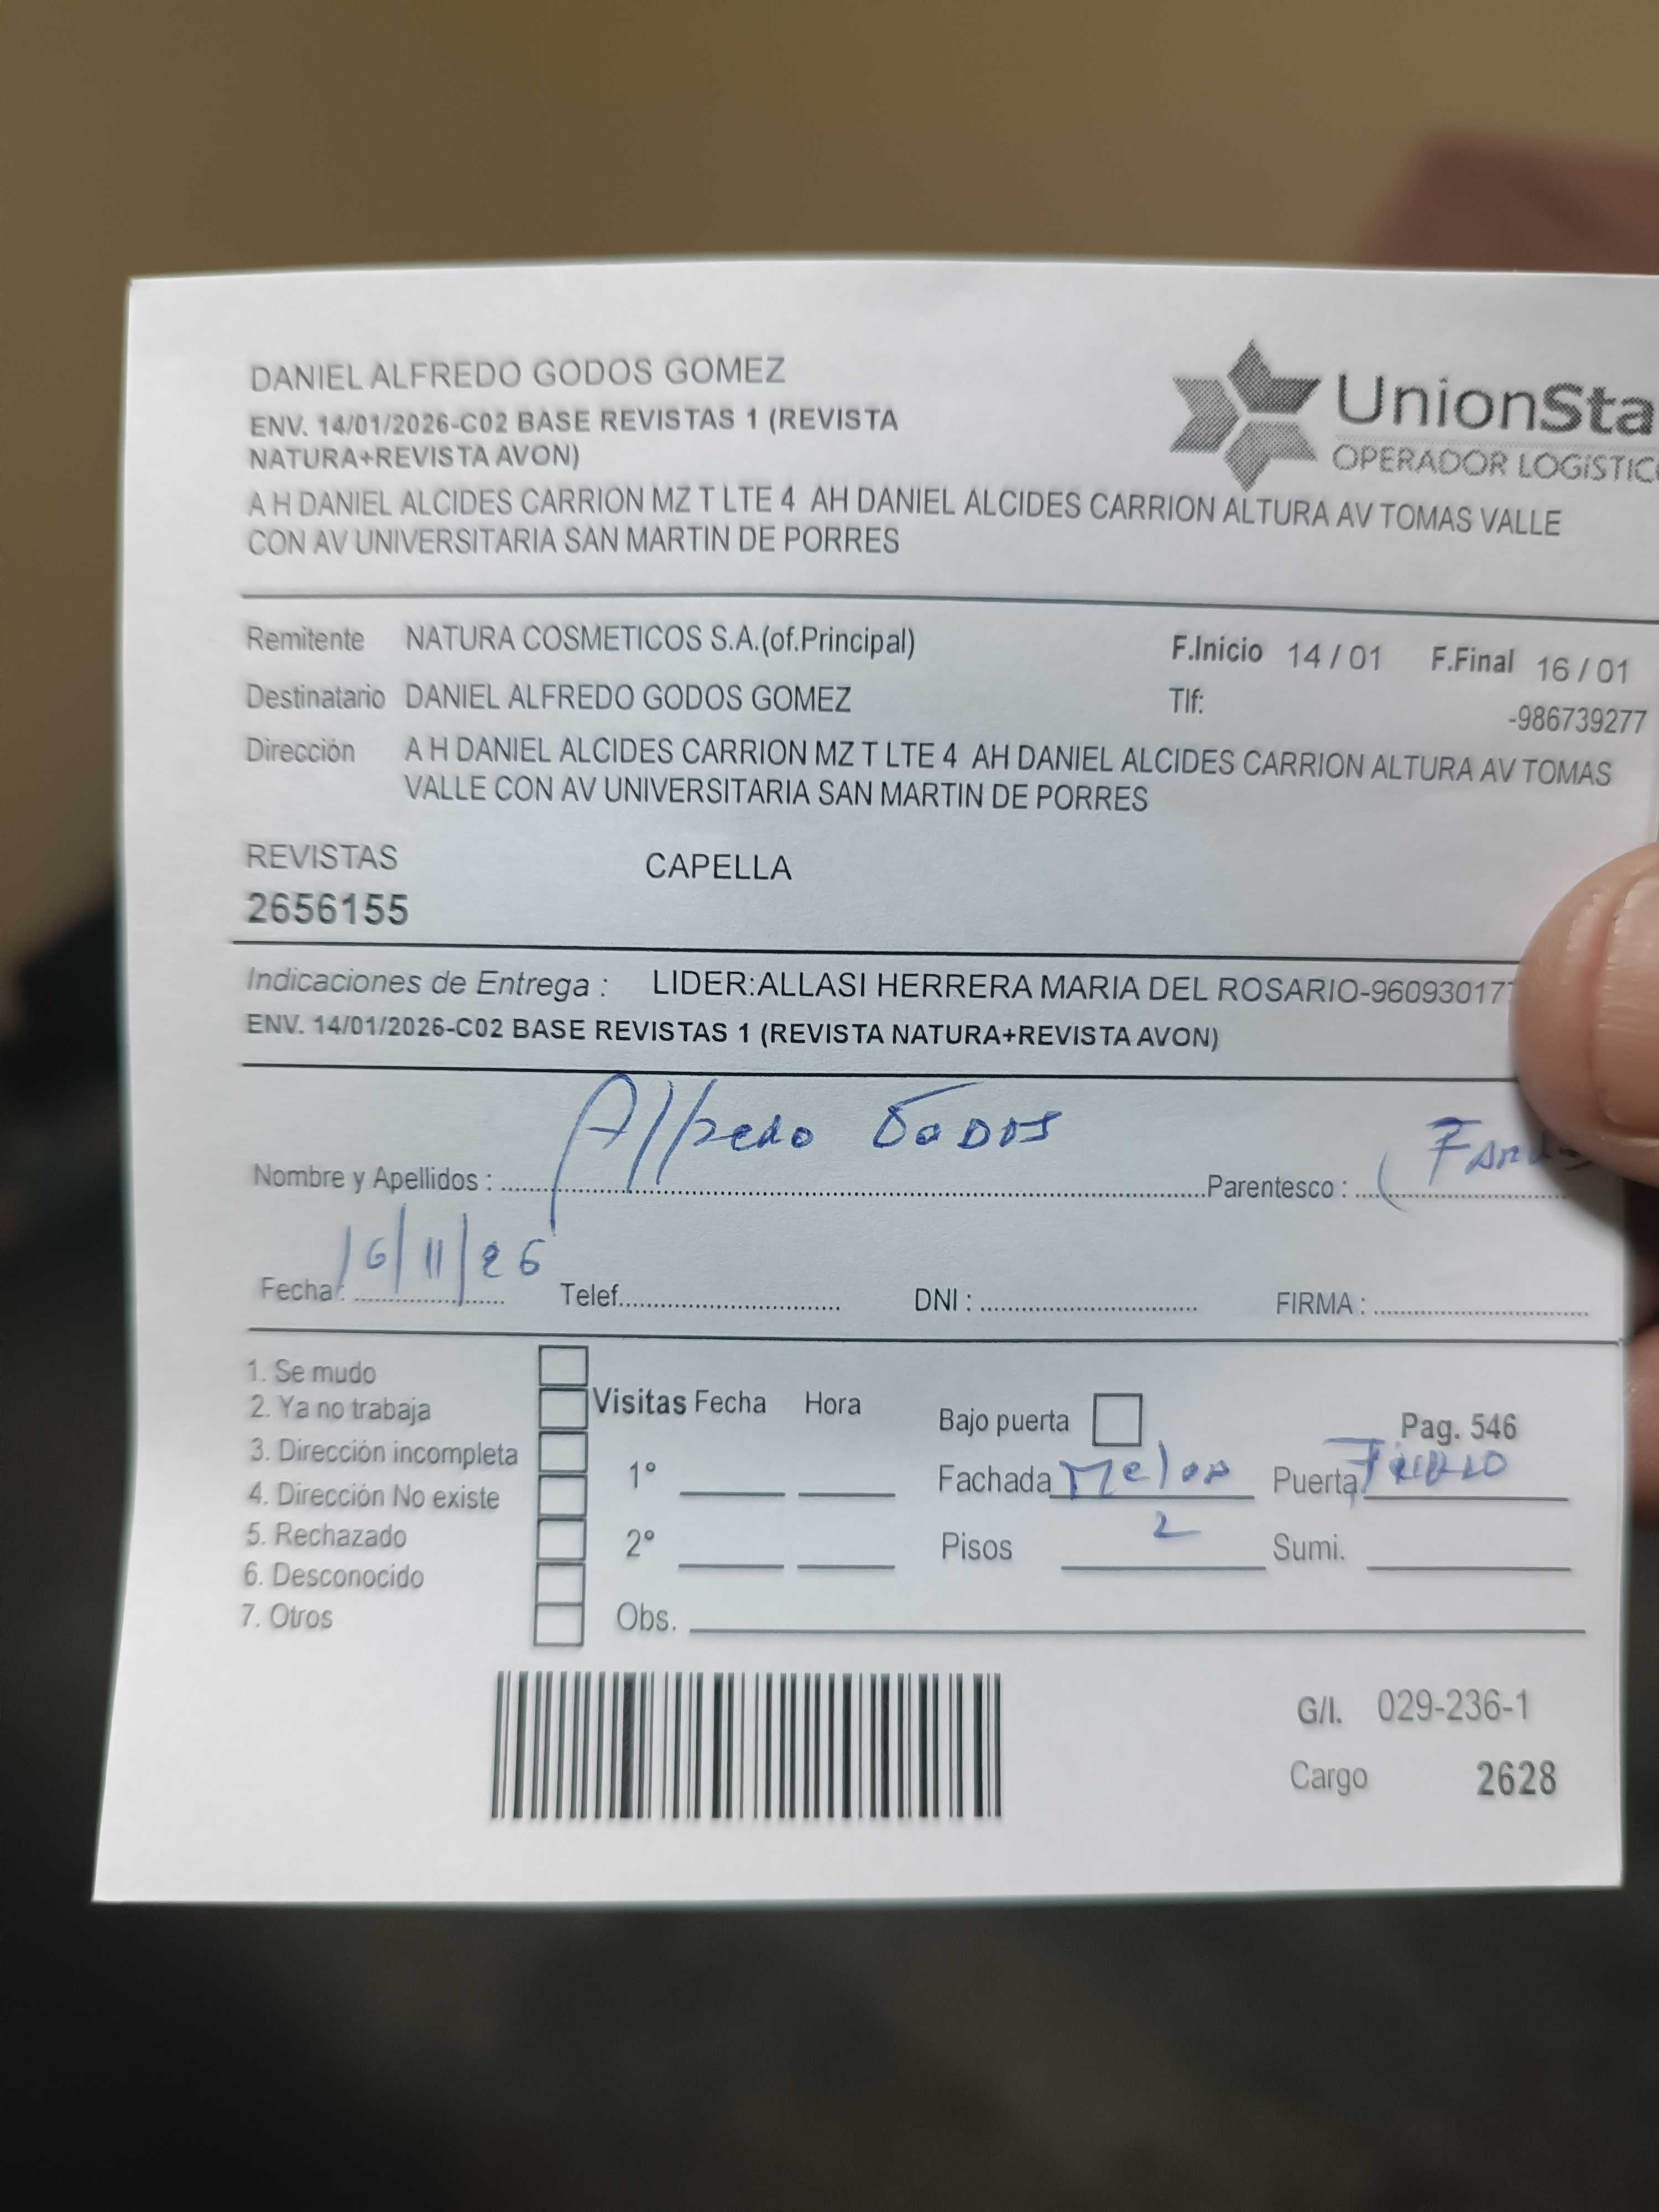 DANIEL ALFREDO GODOS GOMEZ
ENV. 14/01/2026-C02 BASE REVISTAS 1 (REVISTA
NATURA+REVISTA AVON)
A H DANIEL ALCIDES CARRION MZ T LTE 4 AH DANIEL ALCIDES CARRION ALTURA AV TOMAS VALLE
CON AV UNIVERSITARIA SAN MARTIN DE PORRES
UnionSta
OPERADOR LOGÍSTIC
Remitente NATURA COSMETICOS S.A.(of.Principal) F.Inicio 14 / 01 F.Final 16 / 01
Destinatario DANIEL ALFREDO GODOS GOMEZ Tlf: -986739277
Dirección A H DANIEL ALCIDES CARRION MZ T LTE 4 AH DANIEL ALCIDES CARRION ALTURA AV TOMAS
VALLE CON AV UNIVERSITARIA SAN MARTIN DE PORRES
REVISTAS CAPELLA
2656155
Indicaciones de Entrega : LIDER:ALLASI HERRERA MARIA DEL ROSARIO-96093017
ENV. 14/01/2026-C02 BASE REVISTAS 1 (REVISTA NATURA+REVISTA AVON)
Nombre y Apellidos : Alfredo Godos Parentesco :
Fecha : 16/11/26 Telef. DNI : FIRMA :
1. Se mudo
2. Ya no trabaja
3. Dirección incompleta
4. Dirección No existe
5. Rechazado
6. Desconocido
7. Otros
Visitas Fecha Hora
1°
2°
Obs.
Bajo puerta Pag. 546
Fachada Melon Puerta
Pisos 2 Sumi.
G/I. 029-236-1
Cargo 2628